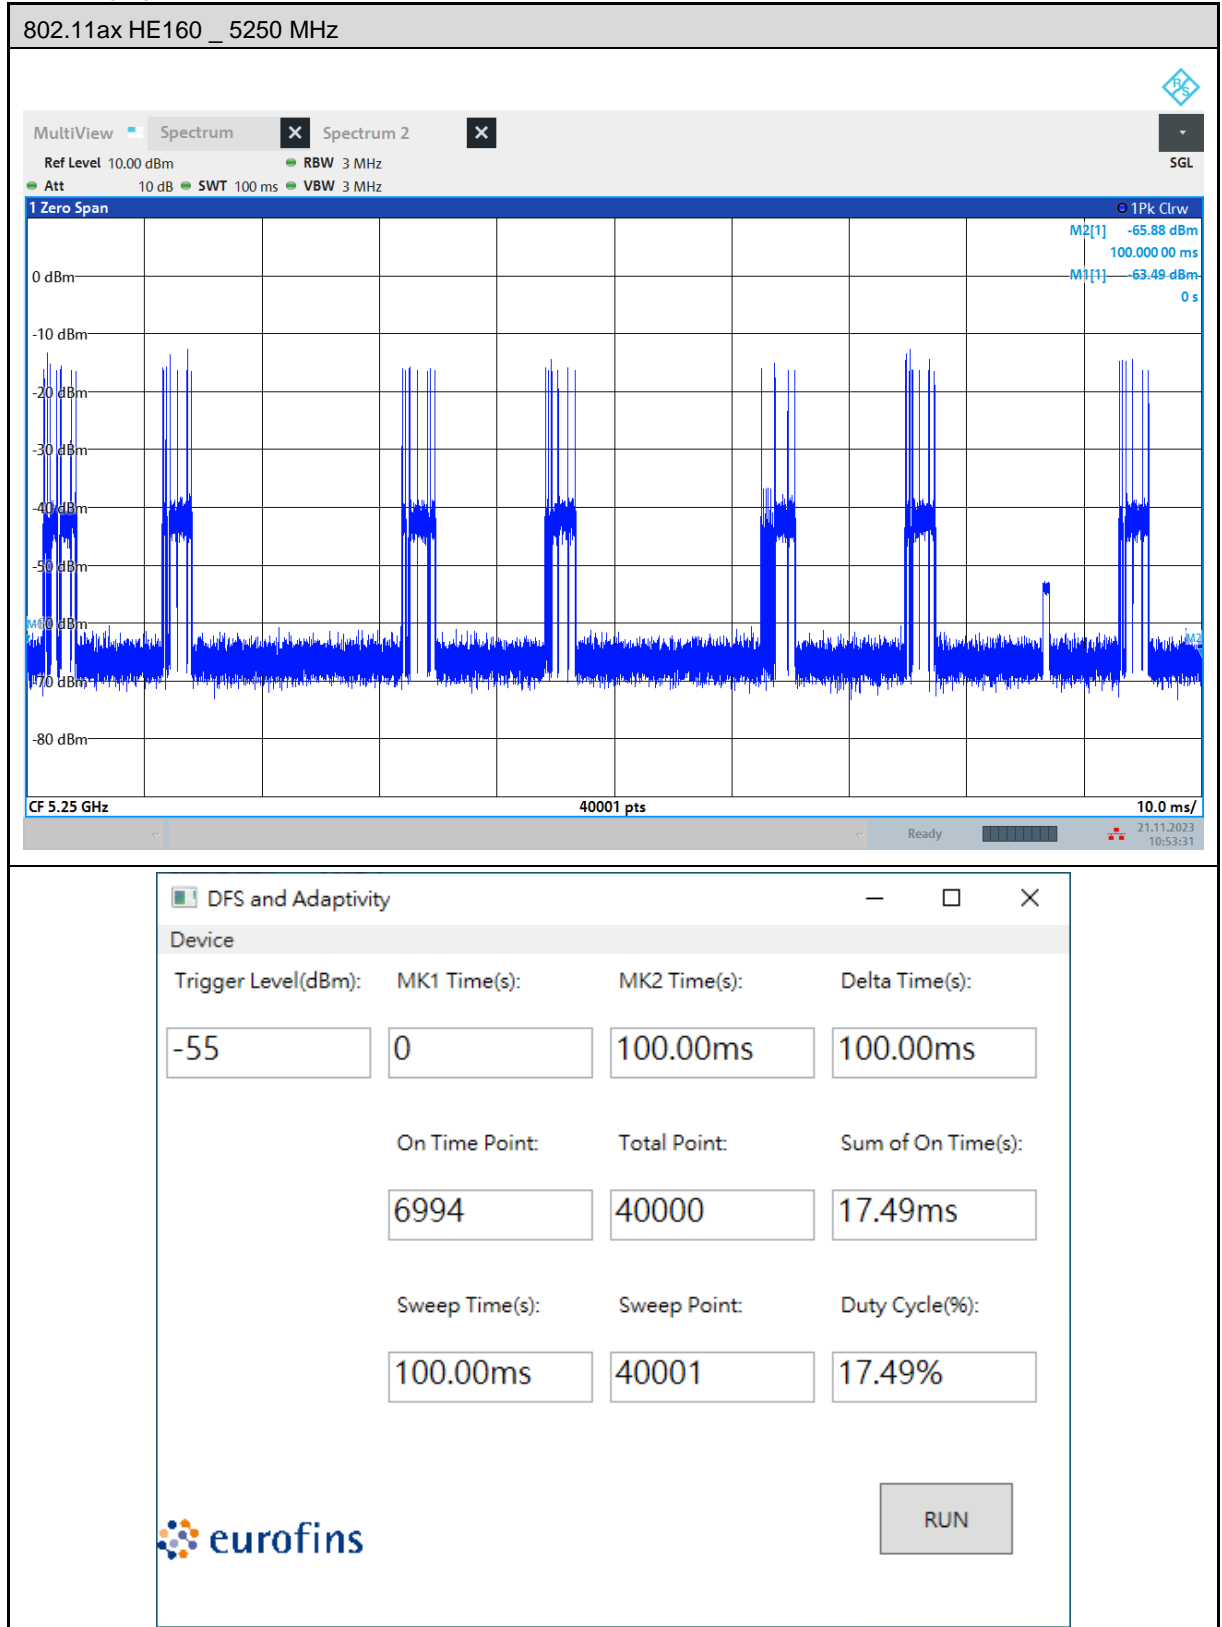 802.11ax HE160 _ 5250 MHz
R&S
MultiView Spectrum X Spectrum 2 X
Ref Level 10.00 dBm RBW 3 MHz SGL
Att 10 dB SWT 100 ms VBW 3 MHz
1 Zero Span 1Pk Clrw
M2[1] -65.88 dBm
100.000 00 ms
0 dBm M1[1] -63.49 dBm
0 s
-10 dBm
-20 dBm
-30 dBm
-40 dBm
-50 dBm
M1 -60 dBm
M2
-70 dBm
-80 dBm
CF 5.25 GHz 40001 pts 10.0 ms/
Ready 21.11.2023
10:53:31
DFS and Adaptivity
Device
Trigger Level(dBm): MK1 Time(s): MK2 Time(s): Delta Time(s):
-55 0 100.00ms 100.00ms
On Time Point: Total Point: Sum of On Time(s):
6994 40000 17.49ms
Sweep Time(s): Sweep Point: Duty Cycle(%):
100.00ms 40001 17.49%
RUN
eurofins